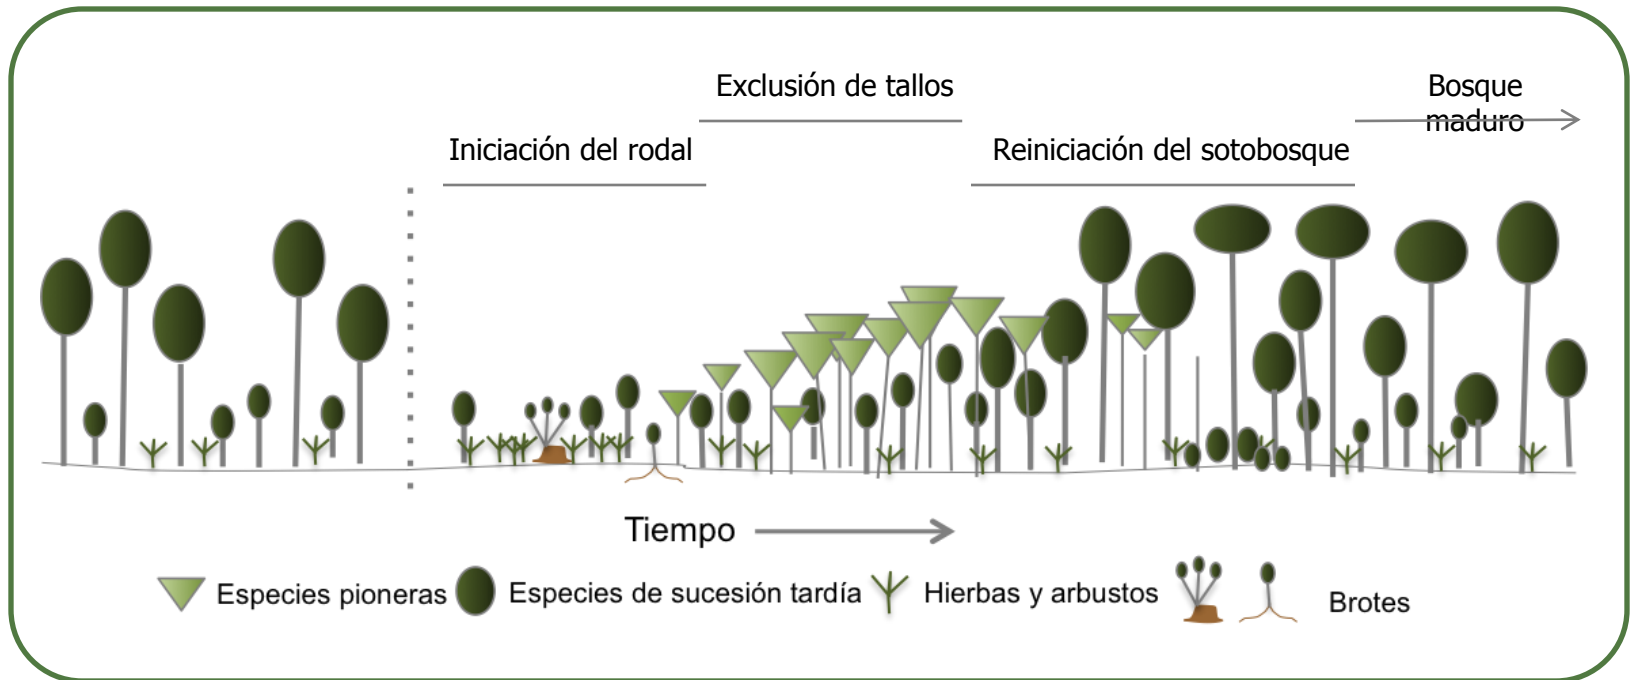 Exclusión de tallos
Bosque
maduro
Iniciación del rodal
Reiniciación del sotobosque
Tiempo
Especies pioneras
Especies de sucesión tardía
Hierbas y arbustos
Brotes